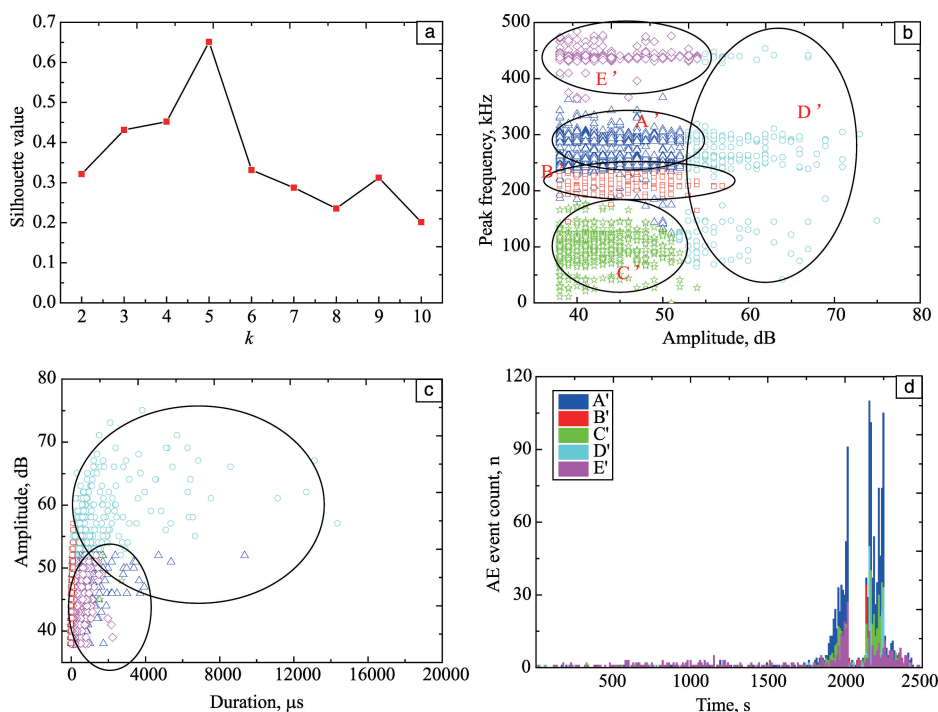 a
0.7
0.6
0.5
0.4
0.3
0.2
0.1
0.0
2 3 4 5 6 7 8 9 10
Silhouette value
k
b
500
400
300
200
100
0
40 50 60 70 80
Peak frequency, kHz
Amplitude, dB
E′
A′
D′
B
C′
c
80
70
60
50
40
0 4000 8000 12000 16000 20000
Amplitude, dB
Duration, μs
d
120
90
60
30
0
500 1000 1500 2000 2500
AE event count, n
Time, s
A'
B'
C'
D'
E'